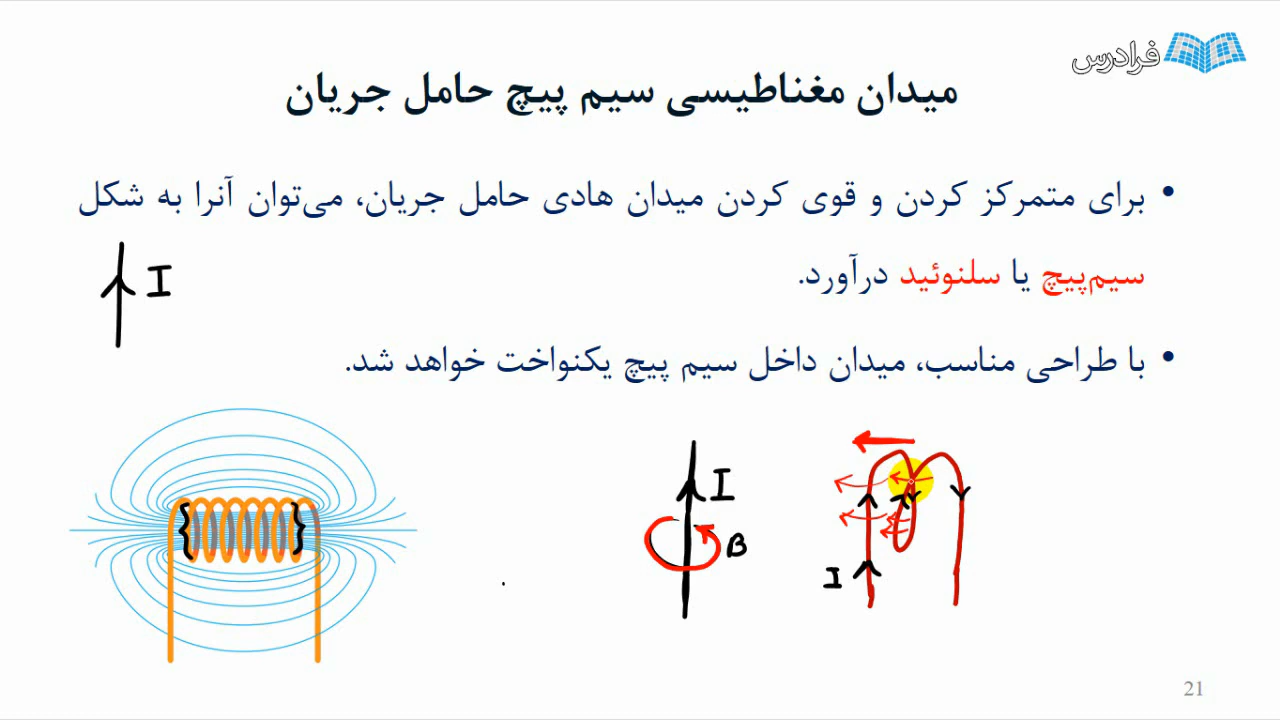 فرادرس
میدان مغناطیسی سیم پیچ حامل جریان
• برای متمرکز کردن و قوی کردن میدان هادی حامل جریان، می‌توان آنرا به شکل
سیم‌پیچ یا سلنوئید درآورد.
I
• با طراحی مناسب، میدان داخل سیم پیچ یکنواخت خواهد شد.
I
B
I
21